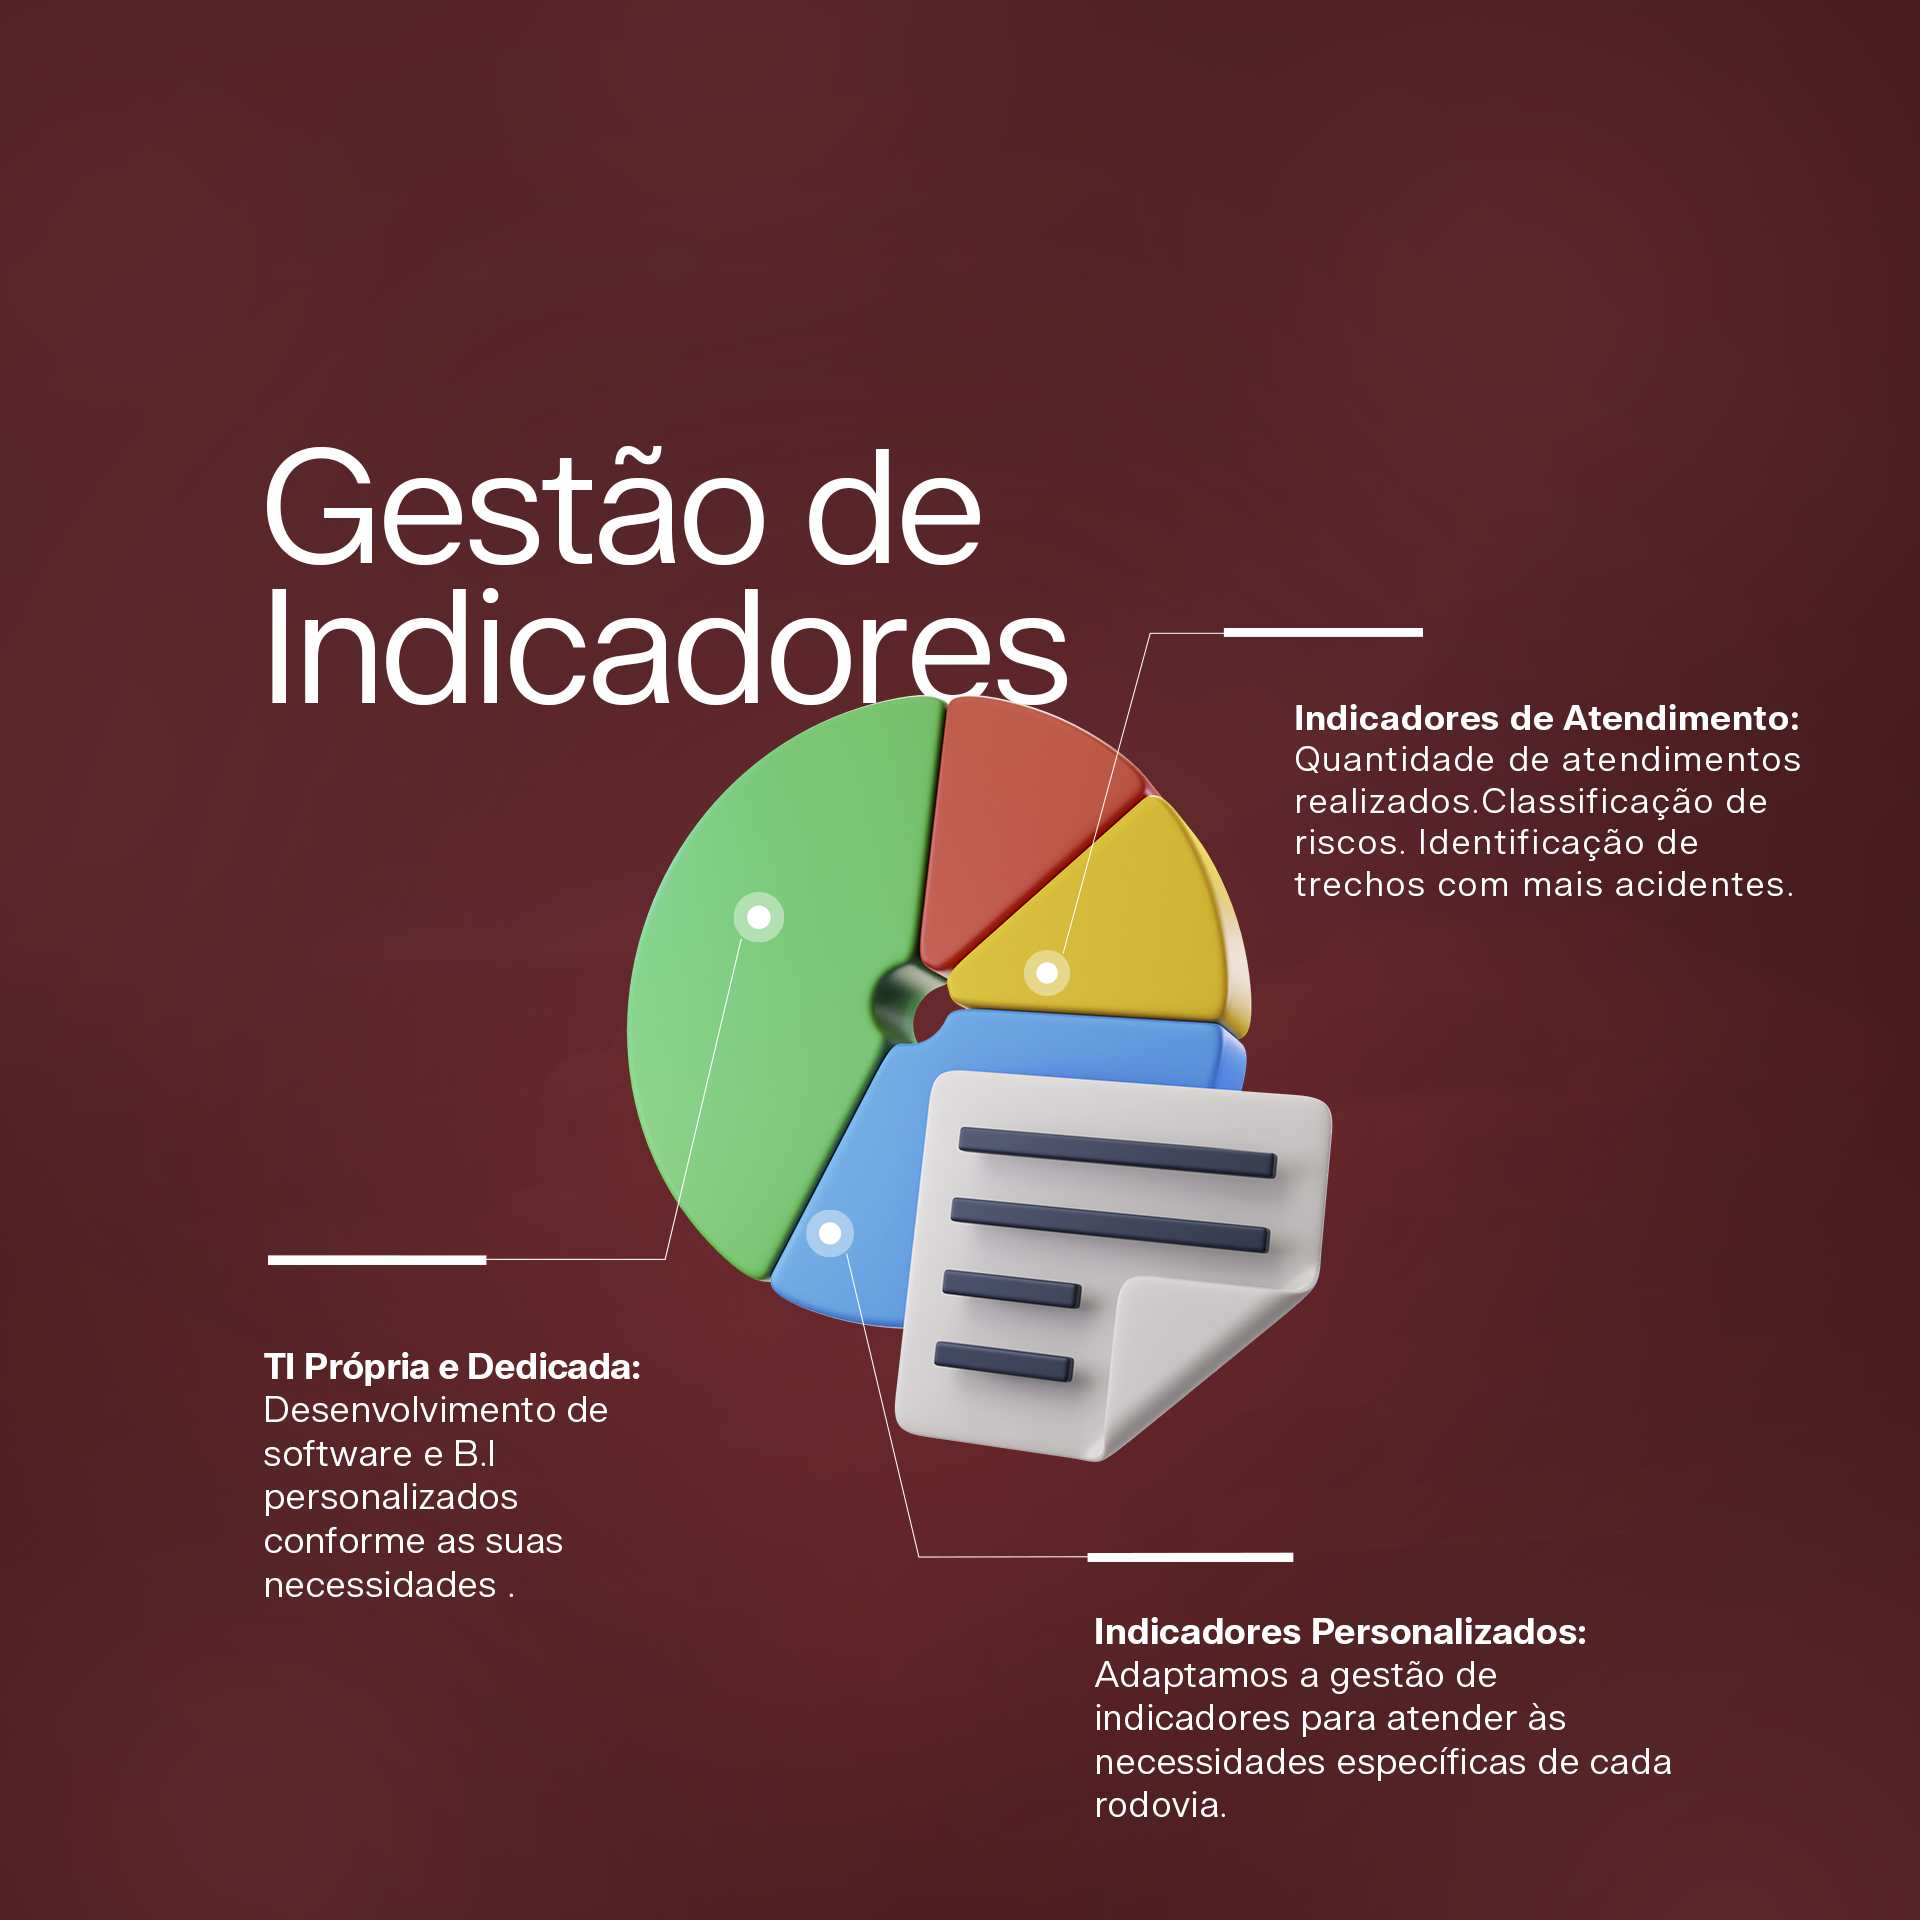 Gestão de
Indicadores
Indicadores de Atendimento:
Quantidade de atendimentos
realizados.Classificação de
riscos. Identificação de
trechos com mais acidentes.
TI Própria e Dedicada:
Desenvolvimento de
software e B.I
personalizados
conforme as suas
necessidades .
Indicadores Personalizados:
Adaptamos a gestão de
indicadores para atender às
necessidades específicas de cada
rodovia.